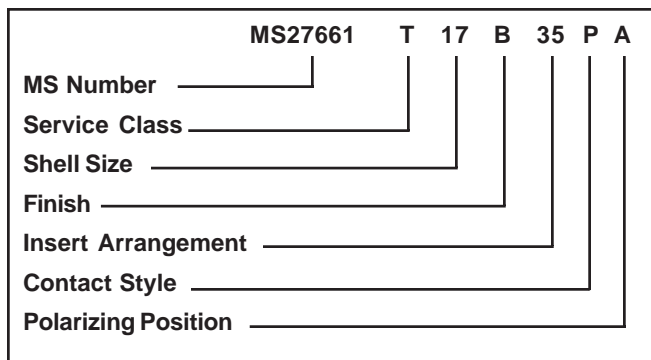 MS27661 T 17 B 35 P A
MS Number
Service Class
Shell Size
Finish
Insert Arrangement
Contact Style
Polarizing Position